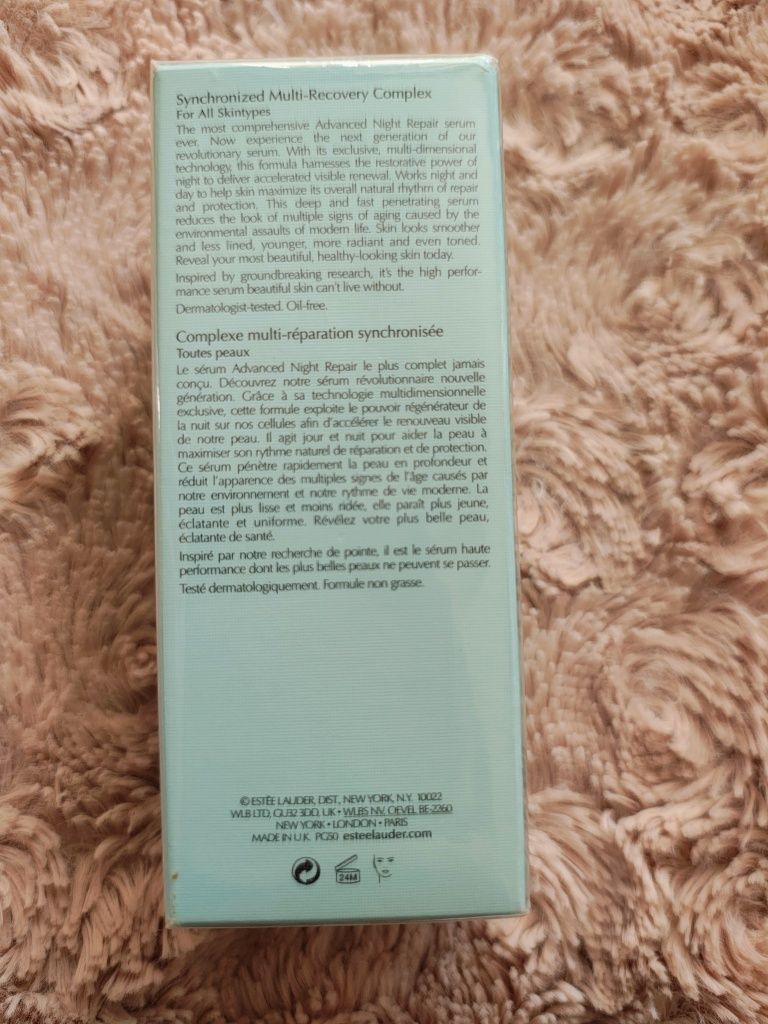 Synchronized Multi-Recovery Complex
For All Skintypes
The most comprehensive Advanced Night Repair serum
ever. Now experience the next generation of our
revolutionary serum. With its exclusive, multi-dimensional
technology, this formula harnesses the restorative power of
night to deliver accelerated visible renewal. Works night and
day to help skin maximize its overall natural rhythm of repair
and protection. This deep and fast penetrating serum
reduces the look of multiple signs of aging caused by the
environmental assaults of modern life. Skin looks smoother
and less lined, younger, more radiant and even toned.
Reveal your most beautiful, healthy-looking skin today.
Inspired by groundbreaking research, it's the high perfor-
mance serum beautiful skin can't live without.
Dermatologist-tested. Oil-free.
Complexe multi-réparation synchronisée
Toutes peaux
Le sérum Advanced Night Repair le plus complet jamais
conçu. Découvrez notre sérum révolutionnaire nouvelle
génération. Grâce à sa technologie multidimensionnelle
exclusive, cette formule exploite le pouvoir régénérateur de
la nuit sur nos cellules afin d'accélérer le renouveau visible
de notre peau. Il agit jour et nuit pour aider la peau à
maximiser son rythme naturel de réparation et de protection.
Ce sérum pénètre rapidement la peau en profondeur et
réduit l'apparence des multiples signes de l'âge causés par
notre environnement et notre rythme de vie moderne. La
peau est plus lisse et moins ridée, elle paraît plus jeune,
éclatante et uniforme. Révélez votre plus belle peau,
éclatante de santé.
Inspiré par notre recherche de pointe, il est le sérum haute
performance dont les plus belles peaux ne peuvent se passer.
Testé dermatologiquement. Formule non grasse.
© ESTĒE LAUDER, DIST., NEW YORK, N.Y. 10022
WLB LTD, GU32 3DD, UK • WLBS NV. OEVEL BE-2260
NEW YORK • LONDON • PARIS
MADE IN U.K. PG50 esteelauder.com
24M